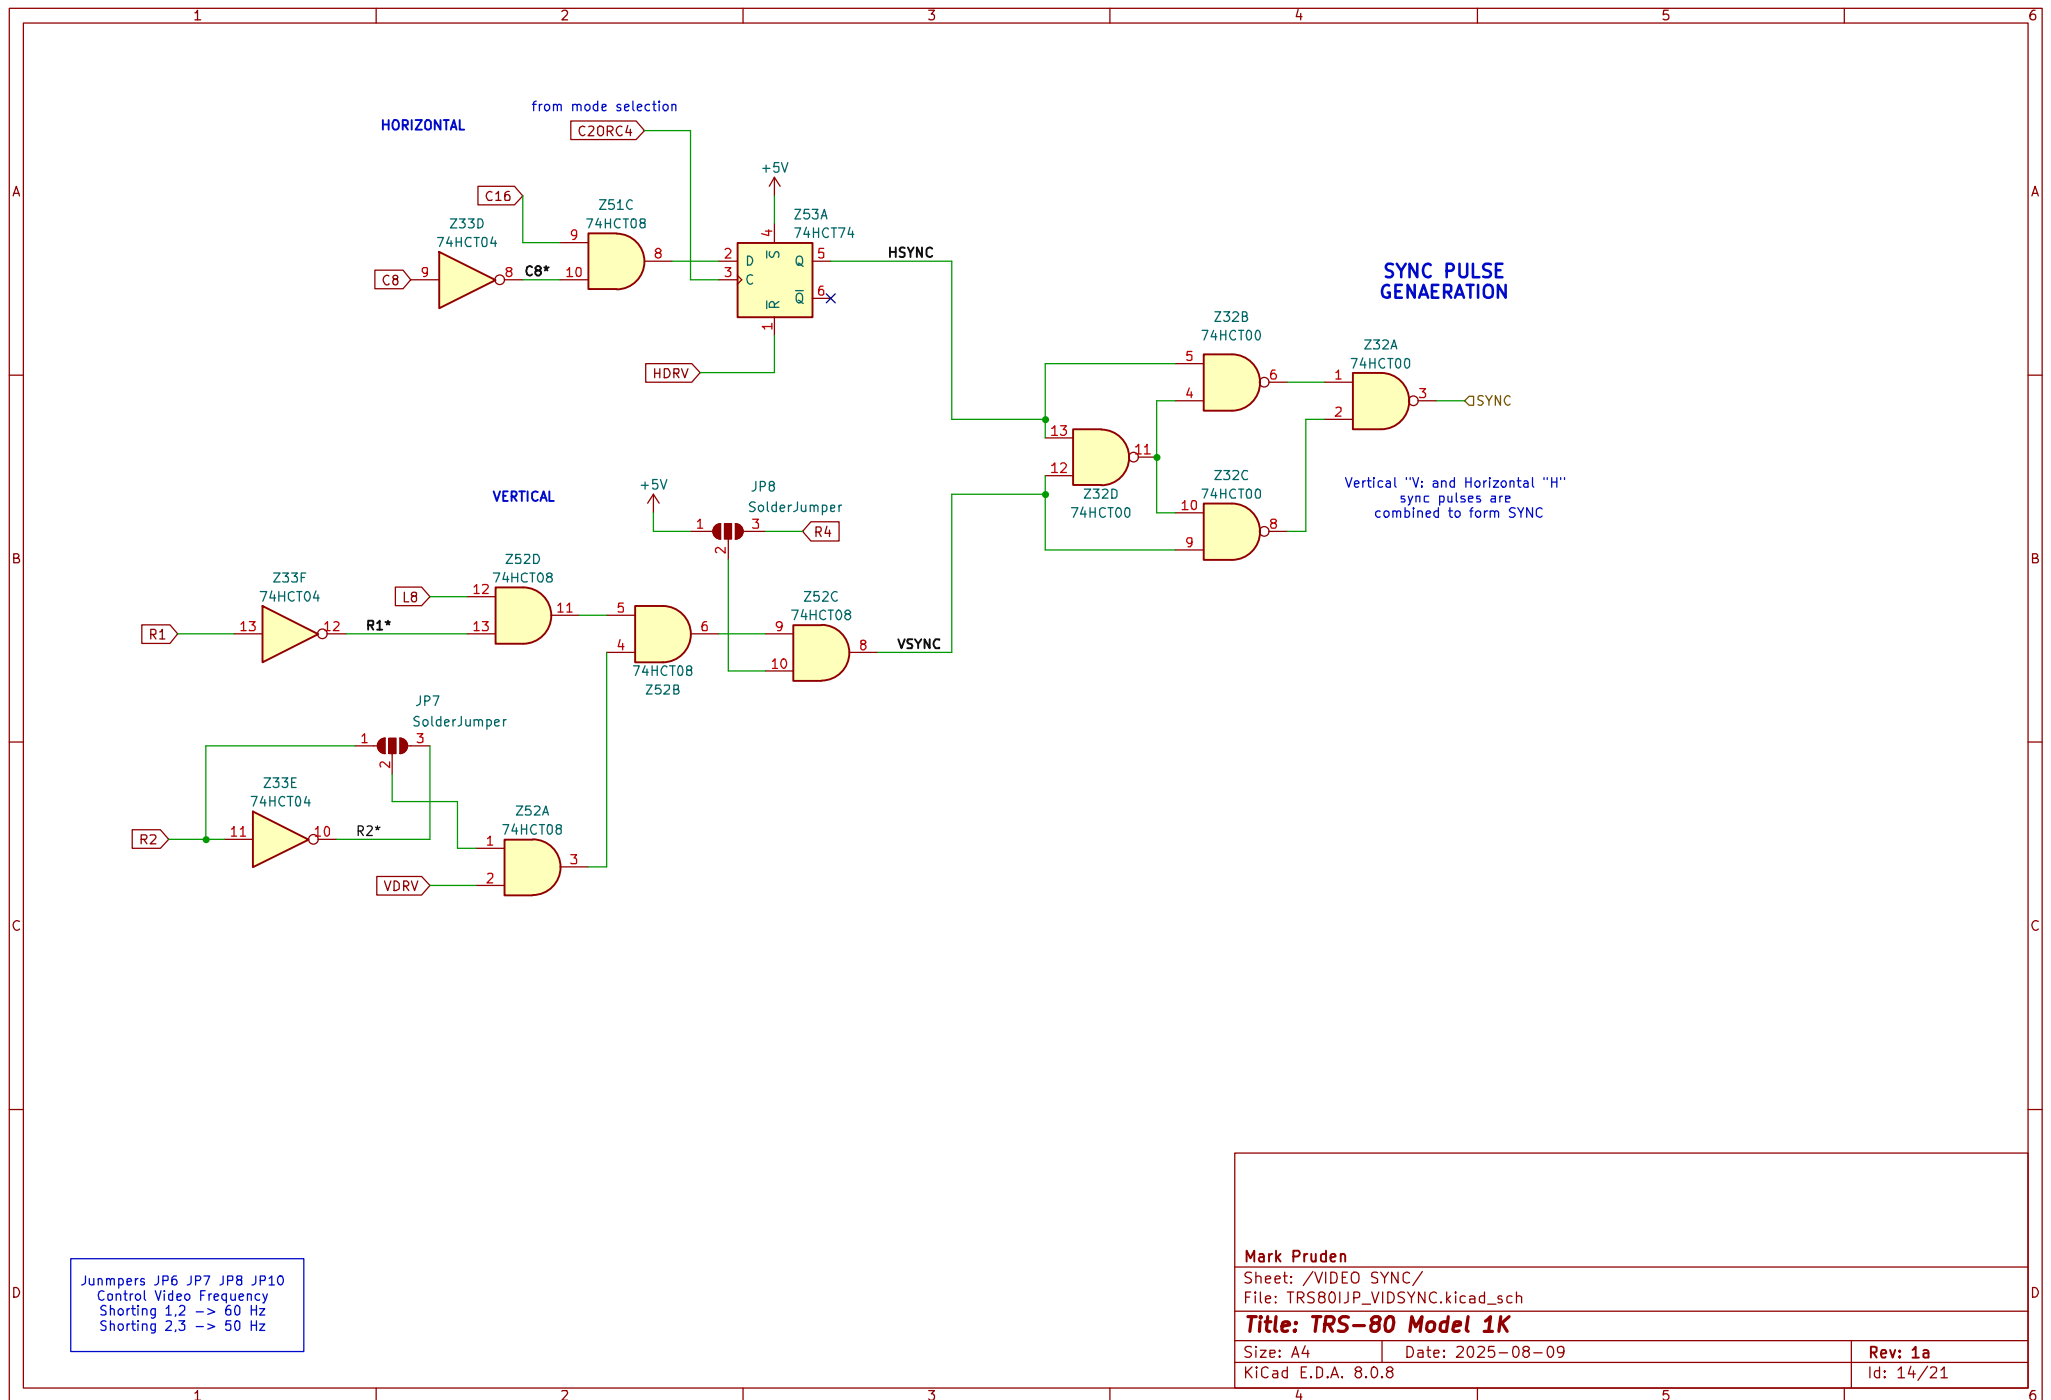 1
2
3
4
5
6
A
B
C
D
A
B
C
D
from mode selection
HORIZONTAL
C2ORC4
+5V
C16
Z51C
74HCT08
Z53A
74HCT74
Z33D
74HCT04
9
8
10
C8
9
8
C8*
4
S
2
D
Q
5
3
C
Q
6
R
1
HSYNC
HDRV
SYNC PULSE
GENAERATION
Z32B
74HCT00
5
4
6
Z32A
74HCT00
1
2
3
SYNC
13
12
11
Z32D
74HCT00
Z32C
74HCT00
10
9
8
Vertical "V: and Horizontal "H"
sync pulses are
combined to form SYNC
VERTICAL
+5V
JP8
SolderJumper
1
3
2
R4
Z52D
74HCT08
L8
12
13
11
Z33F
74HCT04
R1
13
12
R1*
5
4
6
74HCT08
Z52B
Z52C
74HCT08
9
10
8
VSYNC
JP7
SolderJumper
1
3
2
Z33E
74HCT04
R2
11
10
R2*
Z52A
74HCT08
1
2
3
VDRV
Junmpers JP6 JP7 JP8 JP10
Control Video Frequency
Shorting 1,2 -> 60 Hz
Shorting 2,3 -> 50 Hz
Mark Pruden
Sheet: /VIDEO SYNC/
File: TRS80IJP_VIDSYNC.kicad_sch
Title: TRS-80 Model 1K
Size: A4
Date: 2025-08-09
Rev: 1a
KiCad E.D.A. 8.0.8
Id: 14/21
1
2
3
4
5
6